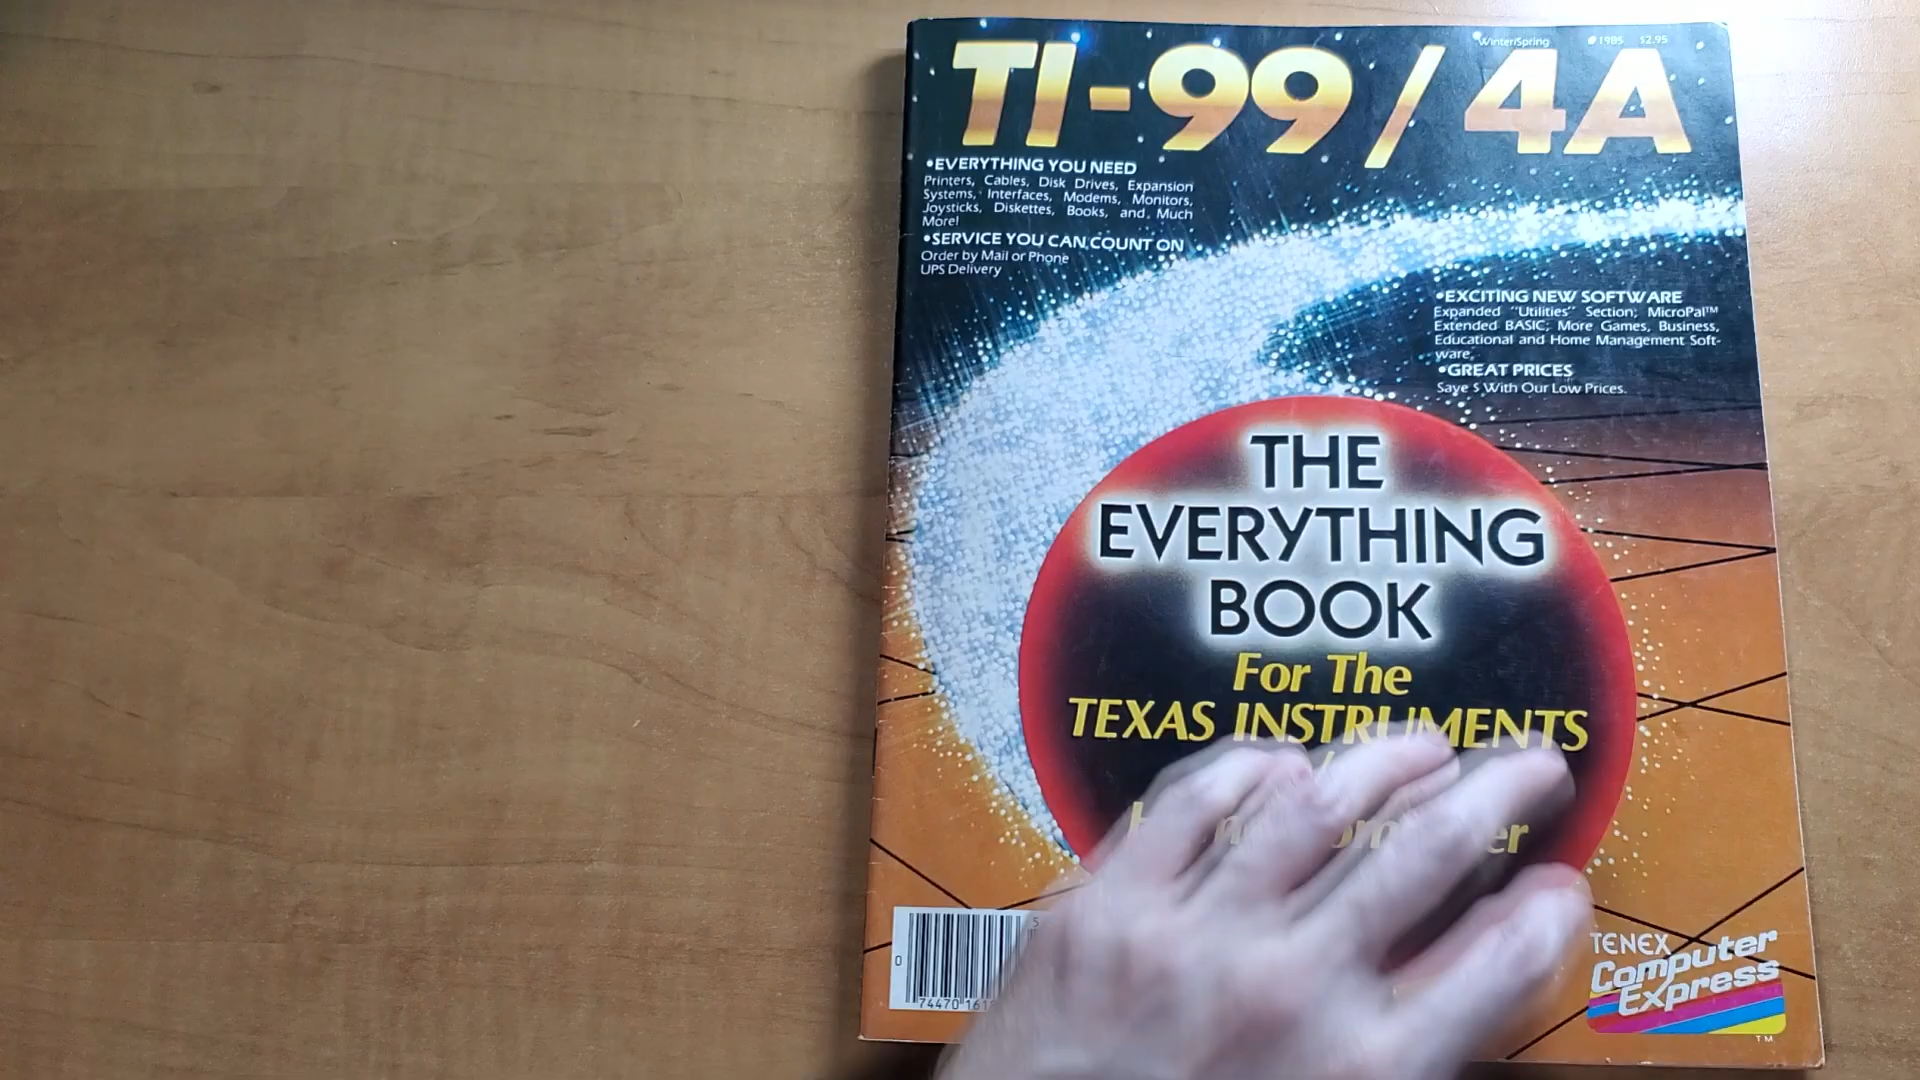 TI-99/4A
Winter/Spring 1985 $2.95
•EVERYTHING YOU NEED
Printers, Cables, Disk Drives, Expansion
Systems, Interfaces, Modems, Monitors,
Joysticks, Diskettes, Books, and Much
More!
•SERVICE YOU CAN COUNT ON
Order by Mail or Phone
UPS Delivery
•EXCITING NEW SOFTWARE
Expanded "Utilities" Section; MicroPal™
Extended BASIC; More Games, Business,
Educational and Home Management Soft-
ware.
•GREAT PRICES
Save $ With Our Low Prices.
THE
EVERYTHING
BOOK
For The
TEXAS INSTRUMENTS
0
74470
TENEX
Computer
Express
TM